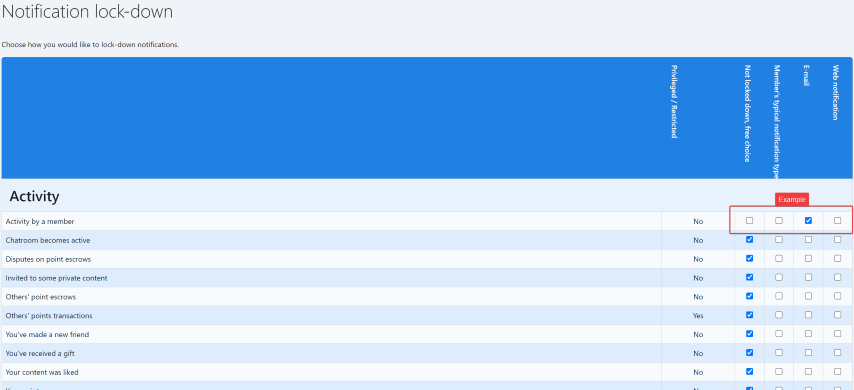 Notification lock-down
Choose how you would like to lock-down notifications.
Privileged / Restricted
Not locked down, free choice
Member's typical notification type
E-mail
Web notification
Activity
Example
Activity by a member No
Chatroom becomes active No
Disputes on point escrows No
Invited to some private content No
Others' point escrows No
Others' points transactions Yes
You've made a new friend No
You've received a gift No
Your content was liked No